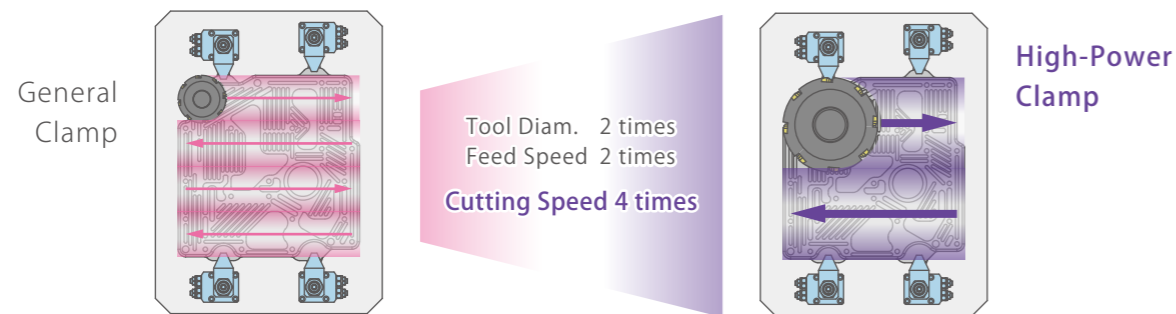 General
Clamp
Tool Diam. 2 times
Feed Speed 2 times
Cutting Speed 4 times
High-Power
Clamp